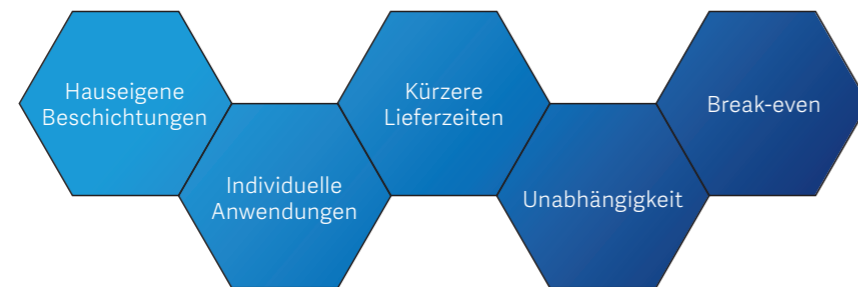 Hauseigene
Beschichtungen
Individuelle
Anwendungen
Kürzere
Lieferzeiten
Unabhängigkeit
Break-even